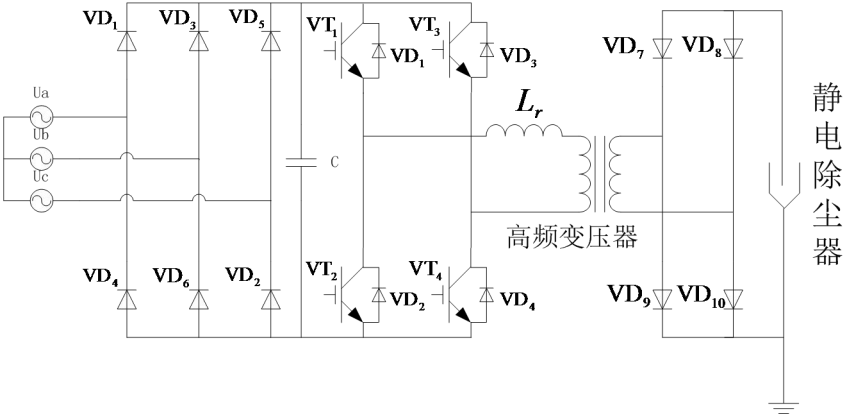 VD₁ VD₃ VD₅ VT₁ VT₃
VD₁ VD₃ VD₇ VD₈
Ua
Lᵣ
Ub
C
Uc
静电除尘器
高频变压器
VD₄ VD₆ VD₂ VT₂ VT₄
VD₂ VD₄ VD₉ VD₁₀